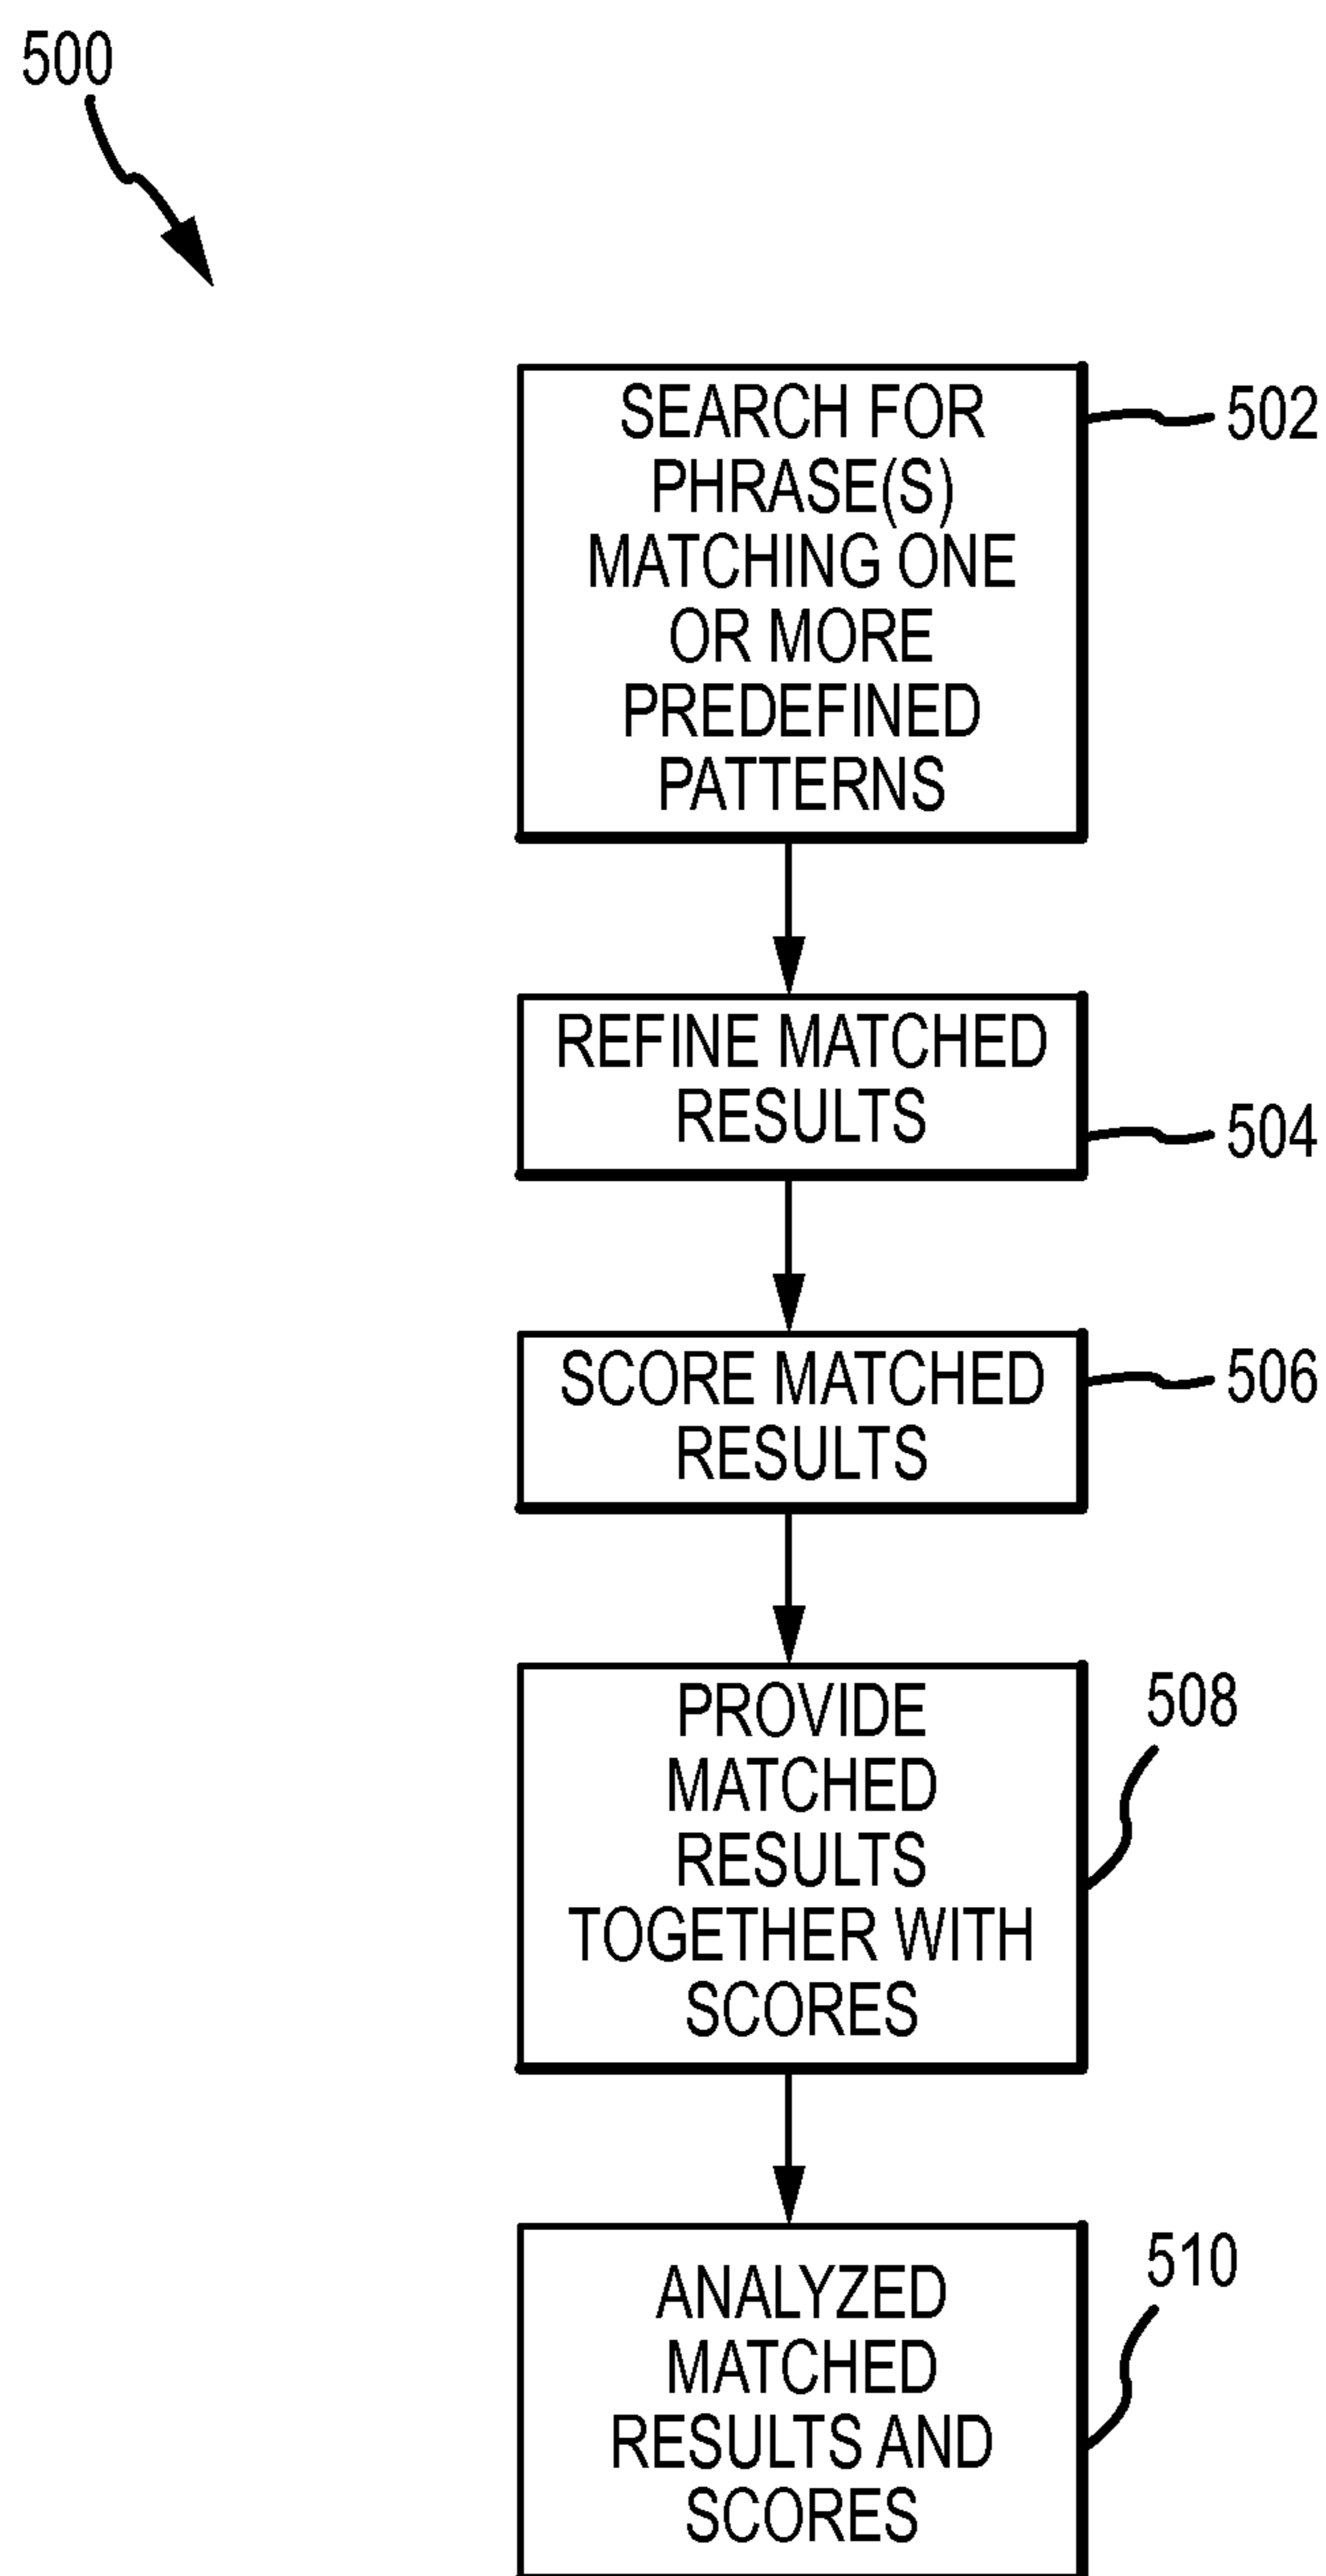 500
SEARCH FOR
PHRASE(S)
MATCHING ONE
OR MORE
PREDEFINED
PATTERNS
502
REFINE MATCHED
RESULTS
504
SCORE MATCHED
RESULTS
506
PROVIDE
MATCHED
RESULTS
TOGETHER WITH
SCORES
508
ANALYZED
MATCHED
RESULTS AND
SCORES
510